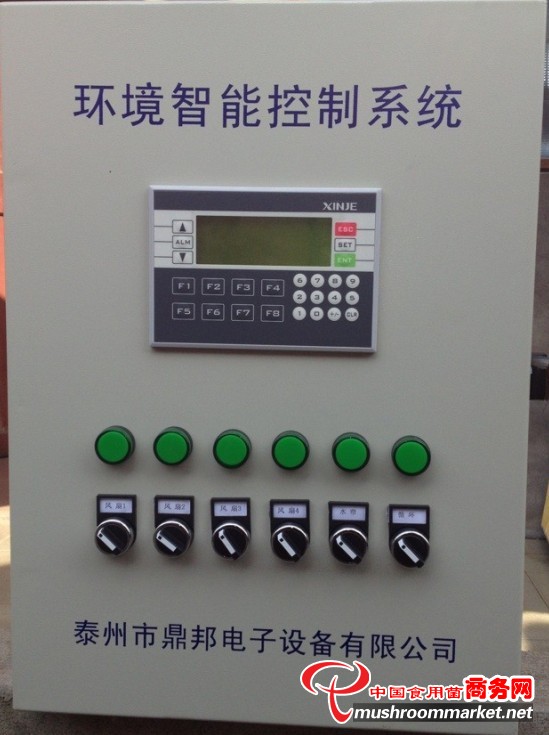 环境智能控制系统
XINJE
▲ ESC
ALM SET
▼ ENT
F1 F2 F3 F4 6 7 8 9
2 3 4 5
F5 F6 F7 F8 1 0 +/- CLR
风扇1 风扇2 风扇3 风扇4 水帘
泰州市鼎邦电子设备有限公司
中国食用菌商务网
mushroommarket.net